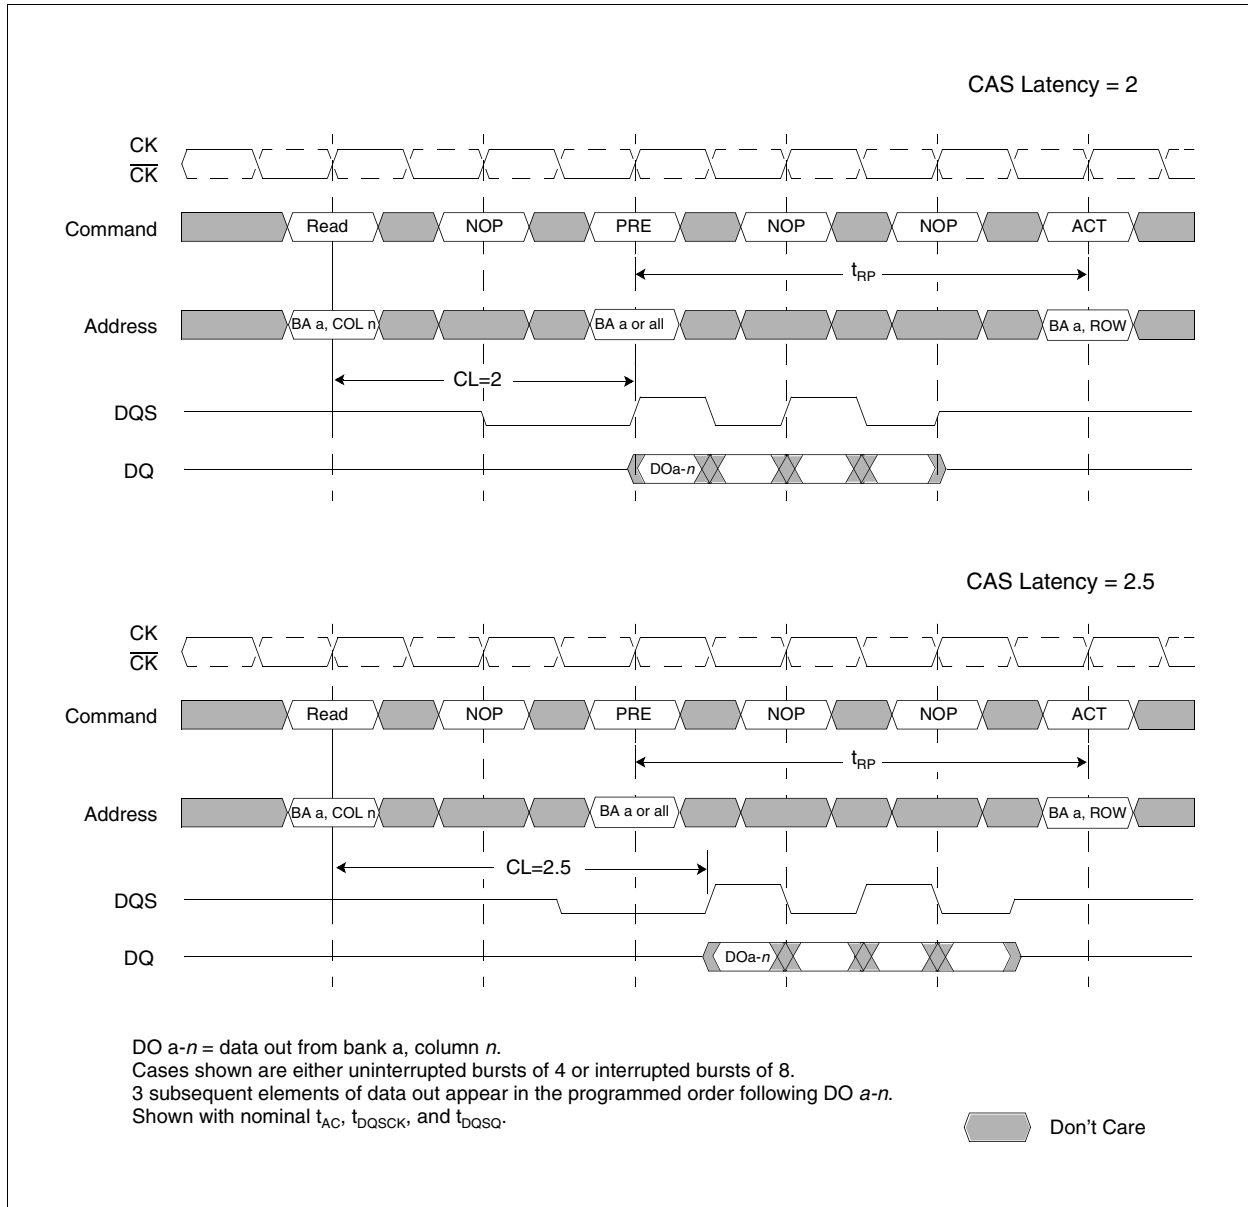 CAS Latency = 2
CK
CK
Command Read NOP PRE NOP NOP ACT
tRP
Address BA a, COL n BA a or all BA a, ROW
CL=2
DQS
DQ DOa-n
CAS Latency = 2.5
CK
CK
Command Read NOP PRE NOP NOP ACT
tRP
Address BA a, COL n BA a or all BA a, ROW
CL=2.5
DQS
DQ DOa-n
DO a-n = data out from bank a, column n.
Cases shown are either uninterrupted bursts of 4 or interrupted bursts of 8.
3 subsequent elements of data out appear in the programmed order following DO a-n.
Shown with nominal tAC, tDQSCK, and tDQSQ.
Don't Care